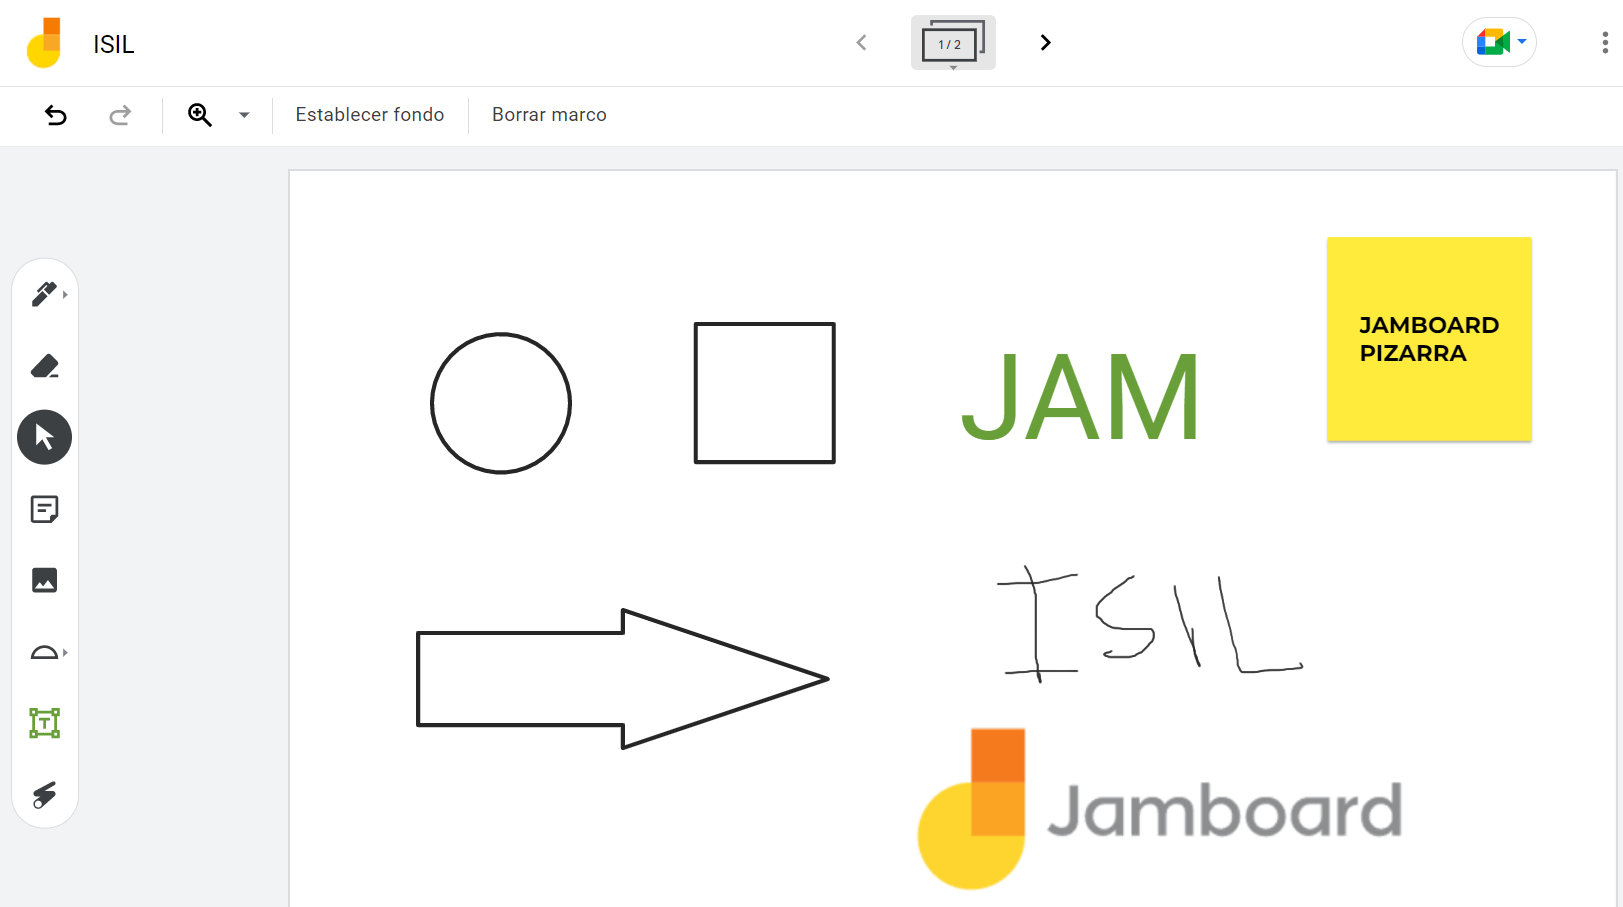 ISIL
1 / 2
Establecer fondo
Borrar marco
JAMBOARD
PIZARRA
JAM
ISIL
Jamboard
T